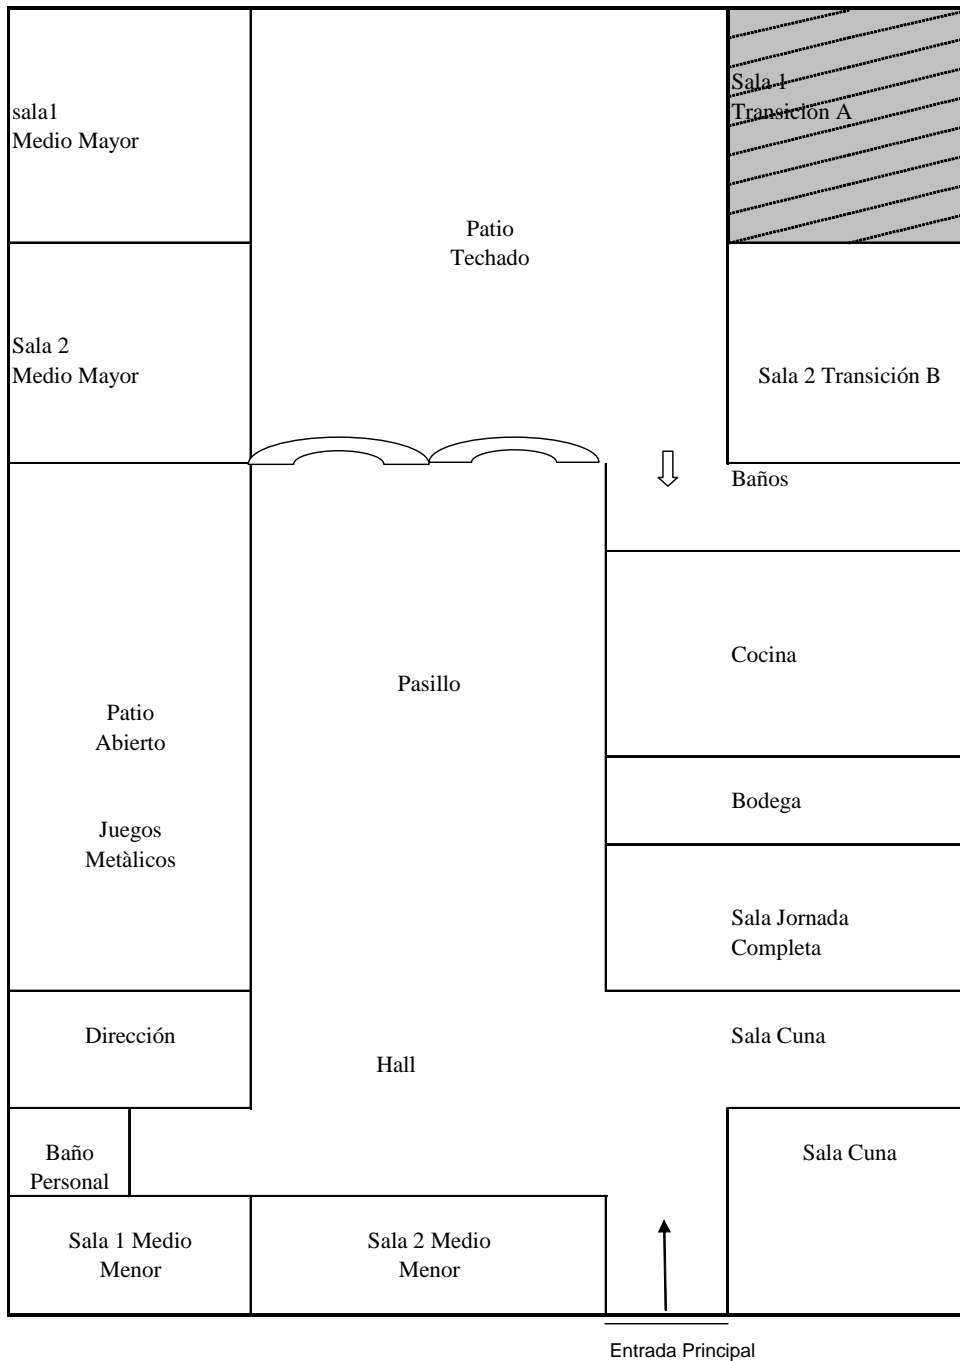 sala1
Medio Mayor
Sala 1
Transición A
Patio
Techado
Sala 2
Medio Mayor
Sala 2 Transición B
Baños
Cocina
Pasillo
Patio
Abierto
Bodega
Juegos
Metàlicos
Sala Jornada
Completa
Dirección
Sala Cuna
Hall
Baño
Personal
Sala Cuna
Sala 1 Medio
Menor
Sala 2 Medio
Menor
Entrada Principal